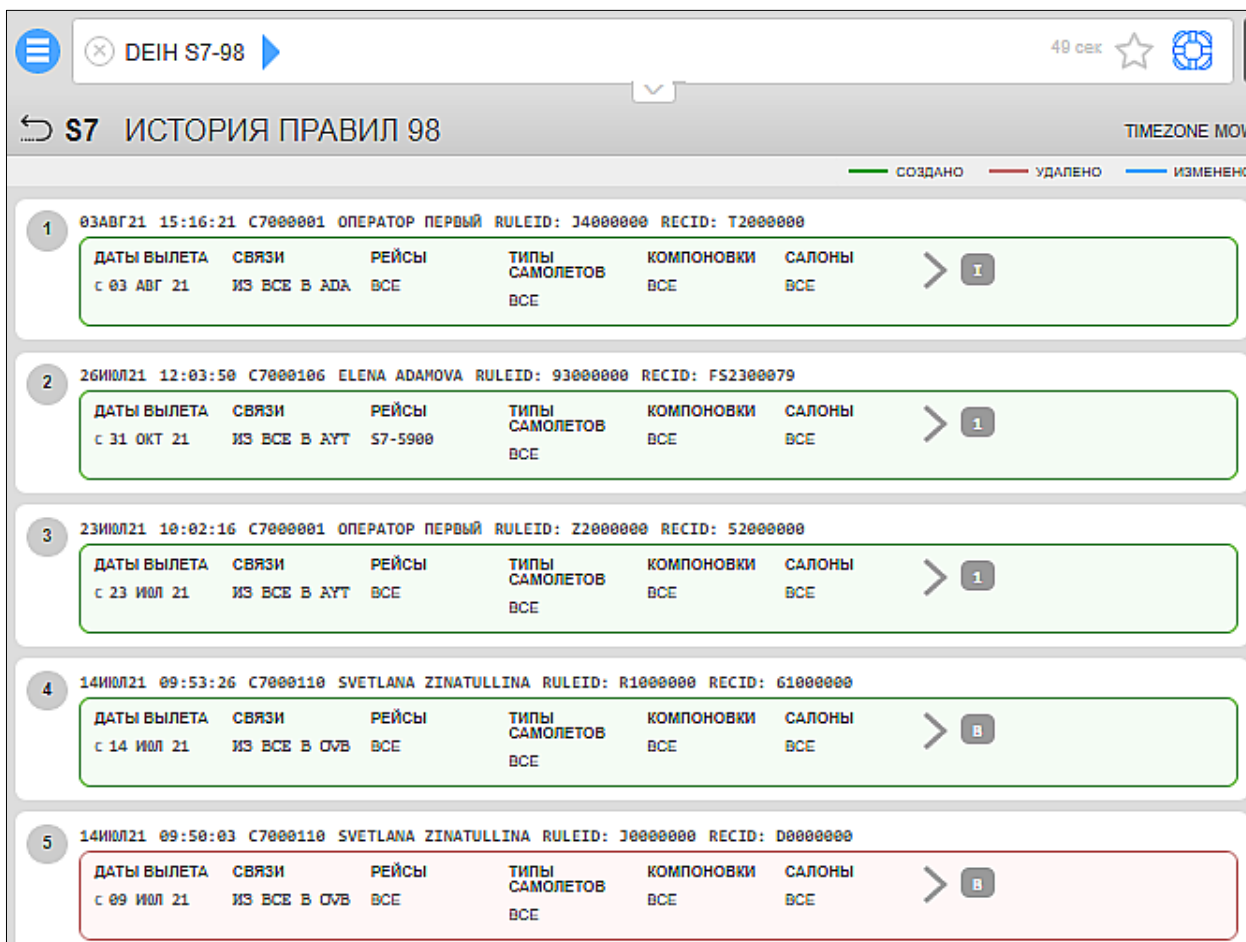 DEIH S7-98 49 сек
S7 ИСТОРИЯ ПРАВИЛ 98 TIMEZONE MOW
СОЗДАНО УДАЛЕНО ИЗМЕНЕНО
1 03АВГ21 15:16:21 C7000001 ОПЕРАТОР ПЕРВЫЙ RULEID: J4000000 RECID: T2000000
ДАТЫ ВЫЛЕТА СВЯЗИ РЕЙСЫ ТИПЫ САМОЛЕТОВ КОМПОНОВКИ САЛОНЫ
с 03 АВГ 21 ИЗ ВСЕ В ADA ВСЕ ВСЕ ВСЕ ВСЕ I
2 26ИЮЛ21 12:03:50 C7000106 ELENA ADAMOVA RULEID: 93000000 RECID: FS2300079
ДАТЫ ВЫЛЕТА СВЯЗИ РЕЙСЫ ТИПЫ САМОЛЕТОВ КОМПОНОВКИ САЛОНЫ
с 31 ОКТ 21 ИЗ ВСЕ В AYT S7-5900 ВСЕ ВСЕ ВСЕ 1
3 23ИЮЛ21 10:02:16 C7000001 ОПЕРАТОР ПЕРВЫЙ RULEID: Z2000000 RECID: 52000000
ДАТЫ ВЫЛЕТА СВЯЗИ РЕЙСЫ ТИПЫ САМОЛЕТОВ КОМПОНОВКИ САЛОНЫ
с 23 ИЮЛ 21 ИЗ ВСЕ В AYT ВСЕ ВСЕ ВСЕ ВСЕ 1
4 14ИЮЛ21 09:53:26 C7000110 SVETLANA ZINATULLINA RULEID: R1000000 RECID: 61000000
ДАТЫ ВЫЛЕТА СВЯЗИ РЕЙСЫ ТИПЫ САМОЛЕТОВ КОМПОНОВКИ САЛОНЫ
с 14 ИЮЛ 21 ИЗ ВСЕ В OVB ВСЕ ВСЕ ВСЕ ВСЕ B
5 14ИЮЛ21 09:50:03 C7000110 SVETLANA ZINATULLINA RULEID: J0000000 RECID: D0000000
ДАТЫ ВЫЛЕТА СВЯЗИ РЕЙСЫ ТИПЫ САМОЛЕТОВ КОМПОНОВКИ САЛОНЫ
с 09 ИЮЛ 21 ИЗ ВСЕ В OVB ВСЕ ВСЕ ВСЕ ВСЕ B